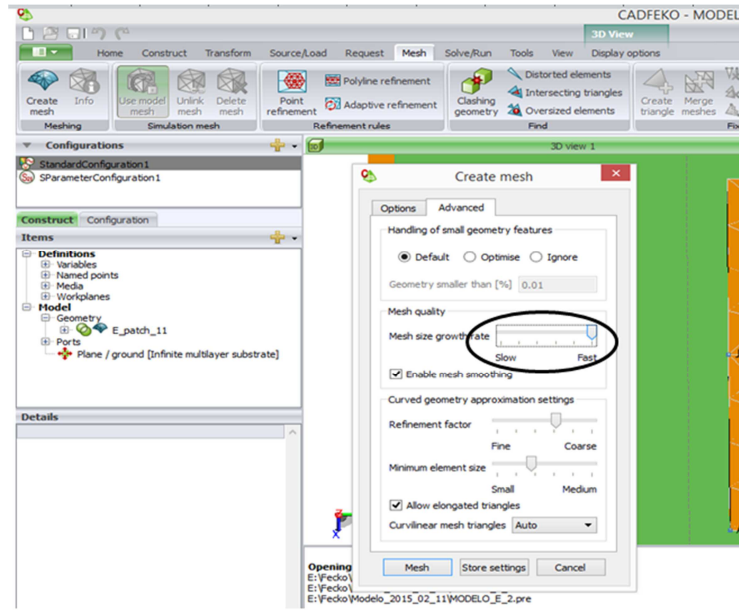 CADFEKO - MODEL
3D View
Home Construct Transform Source/Load Request Mesh Solve/Run Tools View Display options
Create mesh
Info
Use model mesh
Unlink mesh
Delete mesh
Point refinement
Polyline refinement
Adaptive refinement
Clashing geometry
Distorted elements
Intersecting triangles
Oversized elements
Create triangle
Merge meshes
Meshing Simulation mesh Refinement rules Find Fix
Configurations
3D view 1
StandardConfiguration1
SParameterConfiguration1
Construct Configuration
Items
Definitions
Variables
Named points
Media
Workplanes
Model
Geometry
E_patch_11
Ports
Plane / ground [Infinite multilayer substrate]
Details
Create mesh
Options Advanced
Handling of small geometry features
Default Optimise Ignore
Geometry smaller than [%] 0.01
Mesh quality
Mesh size growth rate
Slow Fast
Enable mesh smoothing
Curved geometry approximation settings
Refinement factor
Fine Coarse
Minimum element size
Small Medium
Allow elongated triangles
Curvilinear mesh triangles Auto
Mesh Store settings Cancel
X
Opening
E:\Fecko\
E:\Fecko\
E:\Fecko\Modelo_2015_02_11\MODELO_E_2.pre